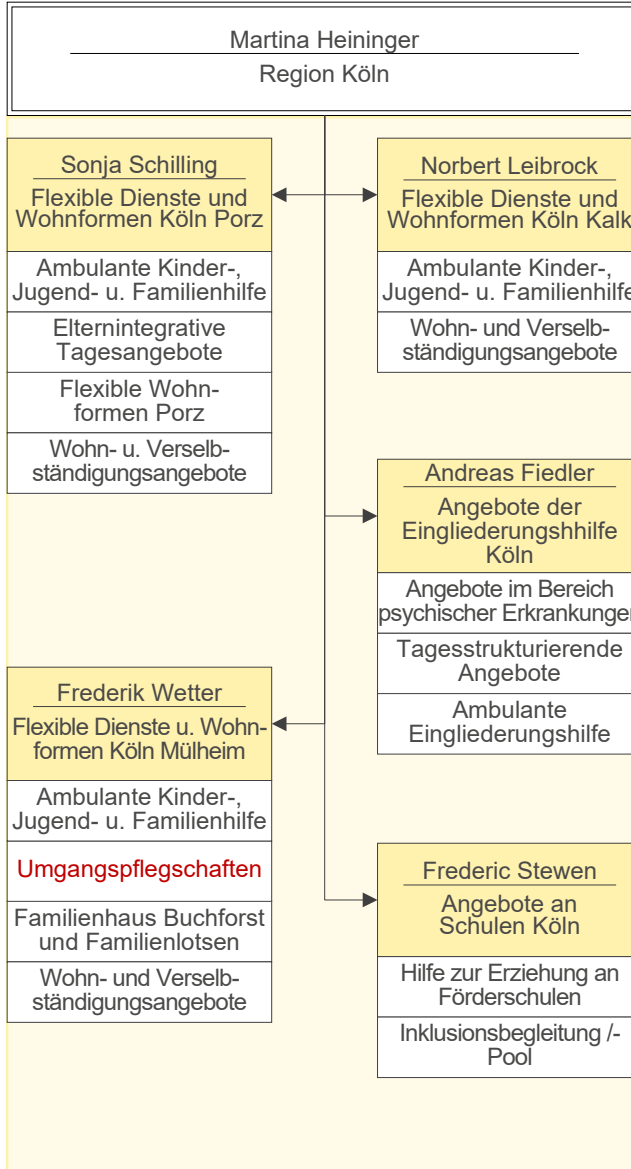 Martina Heininger
Region Köln
Sonja Schilling
Flexible Dienste und
Wohnformen Köln Porz
Ambulante Kinder-,
Jugend- u. Familienhilfe
Elternintegrative
Tagesangebote
Flexible Wohn-
formen Porz
Wohn- u. Verselb-
ständigungsangebote
Norbert Leibrock
Flexible Dienste und
Wohnformen Köln Kalk
Ambulante Kinder-,
Jugend- u. Familienhilfe
Wohn- und Verselb-
ständigungsangebote
Andreas Fiedler
Angebote der
Eingliederungshhilfe
Köln
Angebote im Bereich
psychischer Erkrankungen
Tagesstrukturierende
Angebote
Ambulante
Eingliederungshilfe
Frederik Wetter
Flexible Dienste u. Wohn-
formen Köln Mülheim
Ambulante Kinder-,
Jugend- u. Familienhilfe
Umgangspflegschaften
Familienhaus Buchforst
und Familienlotsen
Wohn- und Verselb-
ständigungsangebote
Frederic Stewen
Angebote an
Schulen Köln
Hilfe zur Erziehung an
Förderschulen
Inklusionsbegleitung /-
Pool